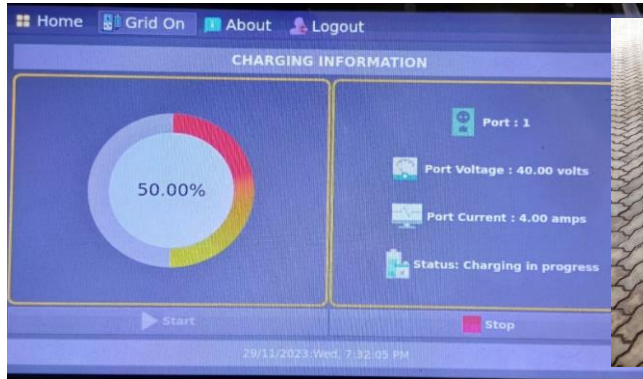 Home Grid On About Logout
CHARGING INFORMATION
50.00%
Port : 1
Port Voltage : 40.00 volts
Port Current : 4.00 amps
Status: Charging in progress
Start Stop
29/11/2023:Wed, 7:32:05 PM